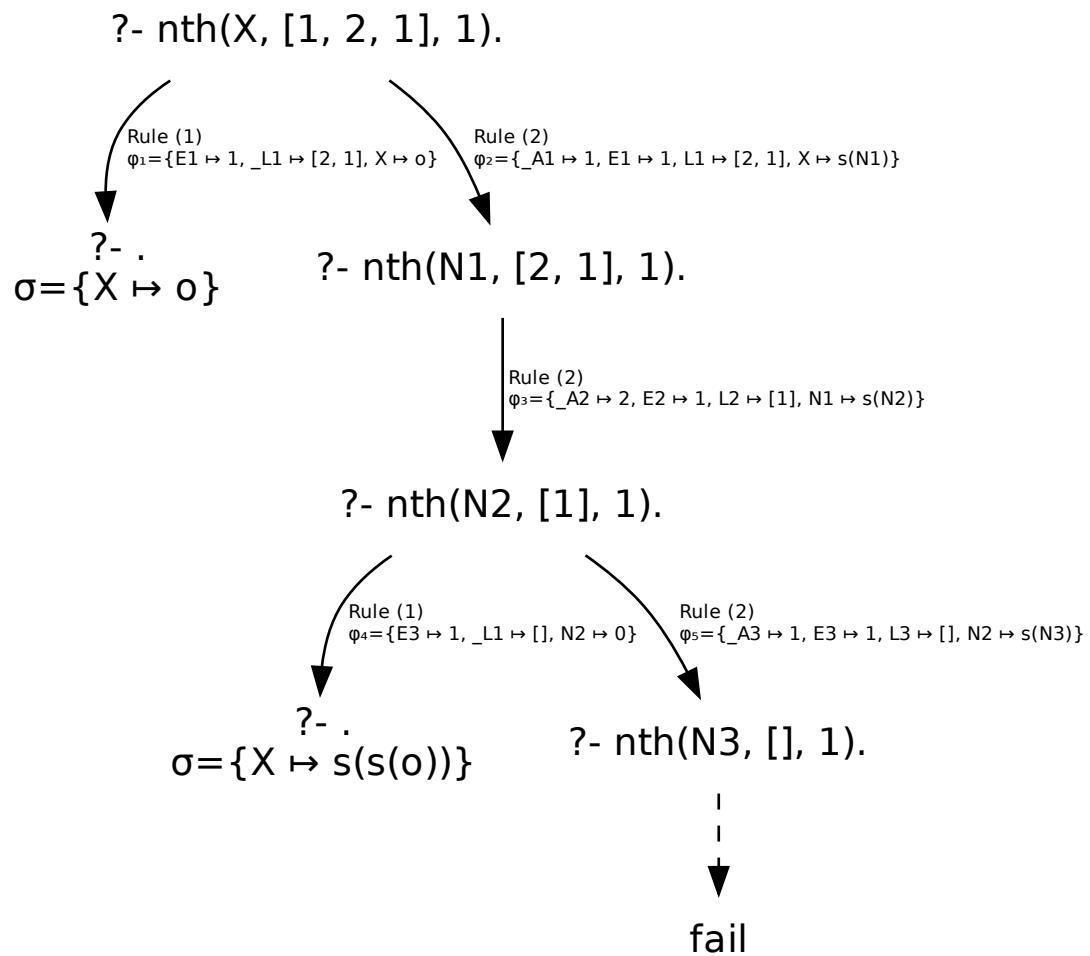 ?- nth(X, [1, 2, 1], 1).
Rule (1)
φ₁={E1 ↦ 1, _L1 ↦ [2, 1], X ↦ o}
Rule (2)
φ₂={_A1 ↦ 1, E1 ↦ 1, L1 ↦ [2, 1], X ↦ s(N1)}
?- .
σ={X ↦ o}
?- nth(N1, [2, 1], 1).
Rule (2)
φ₃={_A2 ↦ 2, E2 ↦ 1, L2 ↦ [1], N1 ↦ s(N2)}
?- nth(N2, [1], 1).
Rule (1)
φ₄={E3 ↦ 1, _L1 ↦ [], N2 ↦ 0}
Rule (2)
φ₅={_A3 ↦ 1, E3 ↦ 1, L3 ↦ [], N2 ↦ s(N3)}
?- .
σ={X ↦ s(s(o))}
?- nth(N3, [], 1).
fail